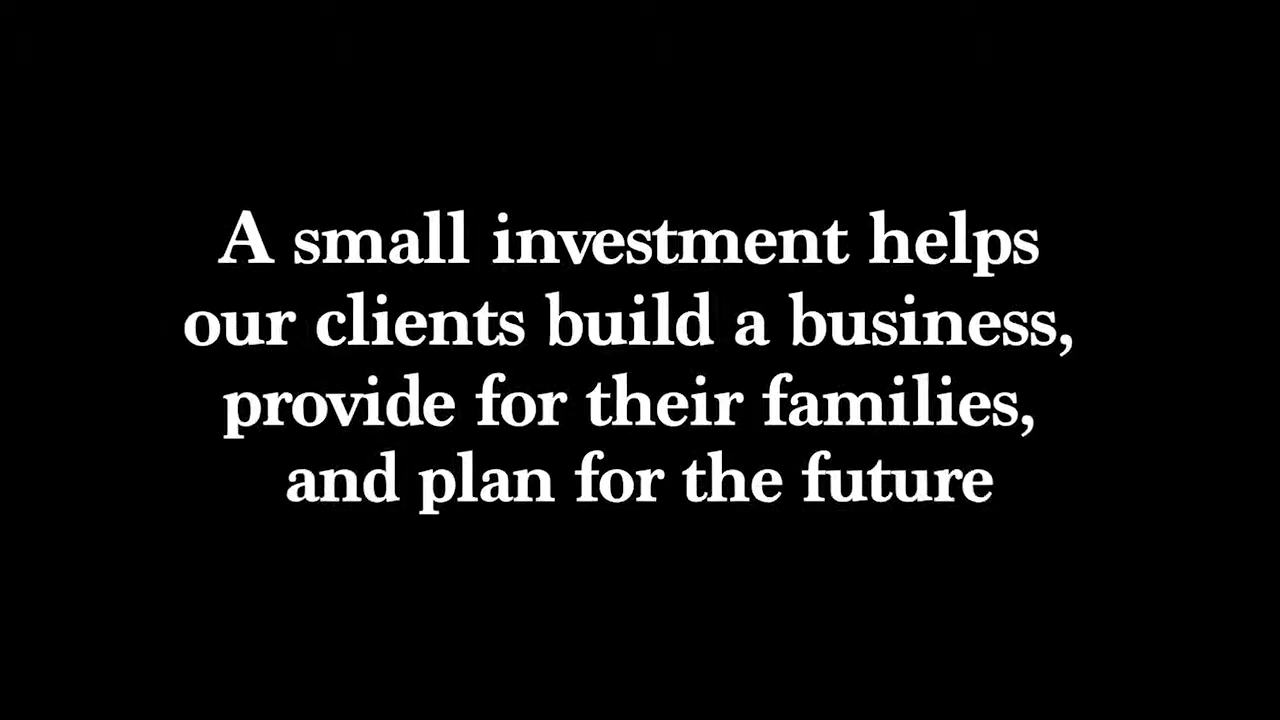 A small investment helps
our clients build a business,
provide for their families,
and plan for the future